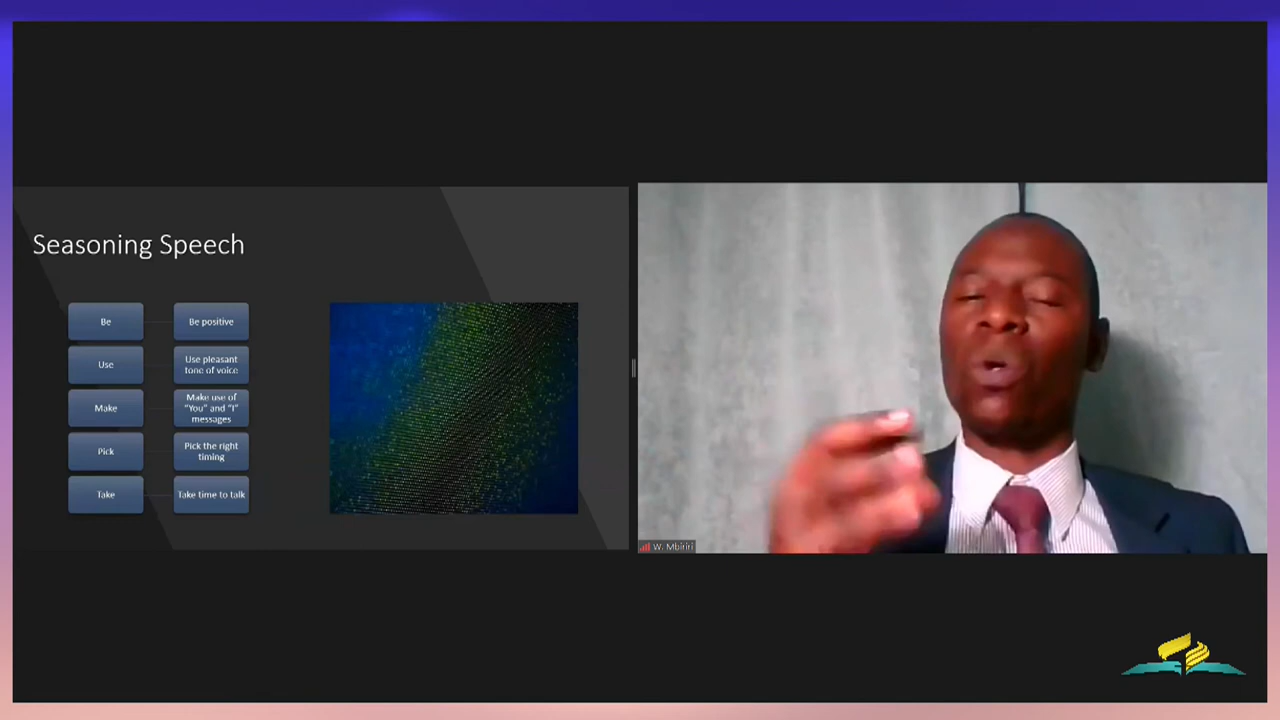 Seasoning Speech
Be
Be positive
Use
Use pleasant
tone of voice
Make
Make use of
"You" and "I"
messages
Pick
Pick the right
timing
Take
Take time to talk
W. Mbiriri